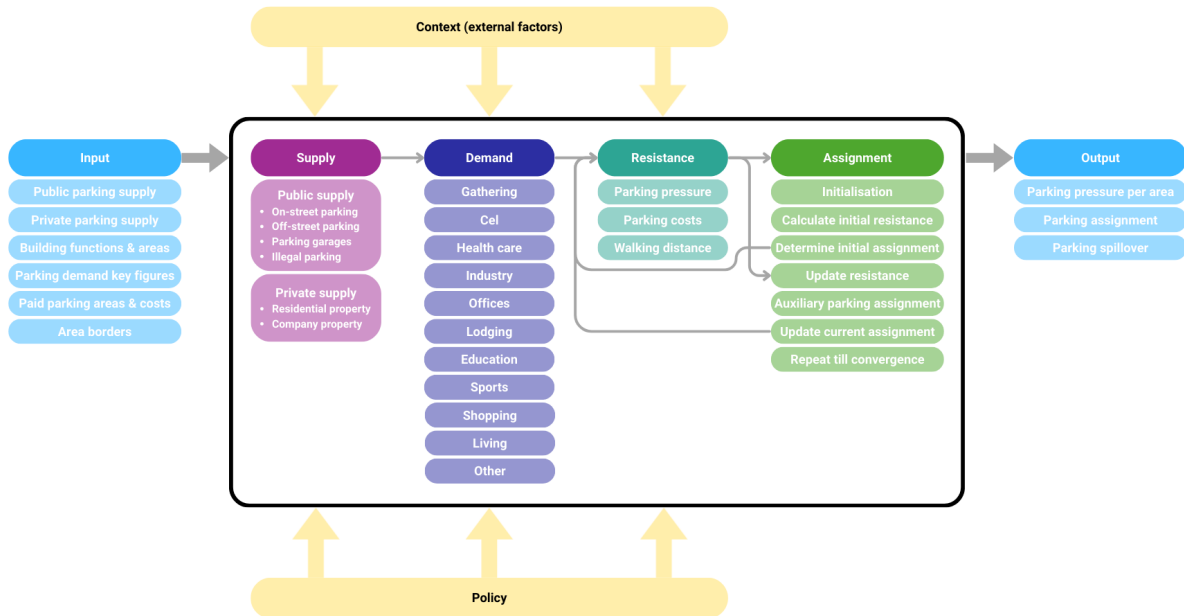 Context (external factors)
Input
Public parking supply
Private parking supply
Building functions & areas
Parking demand key figures
Paid parking areas & costs
Area borders
Supply
Public supply
• On-street parking
• Off-street parking
• Parking garages
• Illegal parking
Private supply
• Residential property
• Company property
Demand
Gathering
Cel
Health care
Industry
Offices
Lodging
Education
Sports
Shopping
Living
Other
Resistance
Parking pressure
Parking costs
Walking distance
Assignment
Initialisation
Calculate initial resistance
Determine initial assignment
Update resistance
Auxiliary parking assignment
Update current assignment
Repeat till convergence
Output
Parking pressure per area
Parking assignment
Parking spillover
Policy